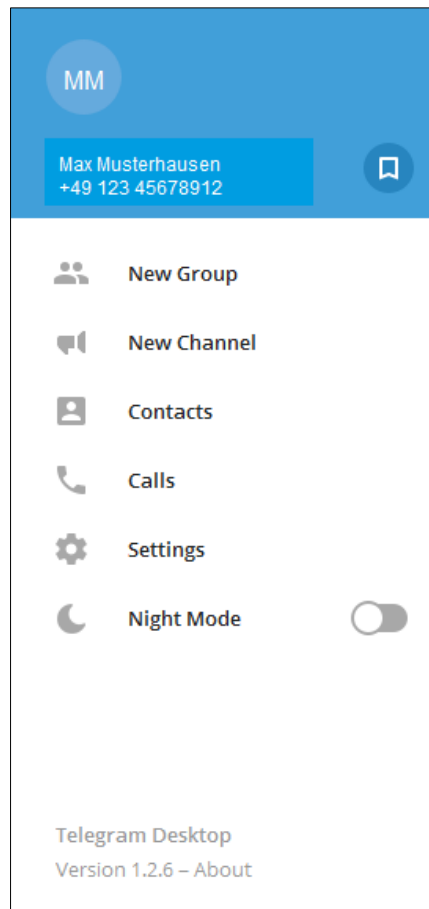 MM
Max Musterhausen
+49 123 45678912
New Group
New Channel
Contacts
Calls
Settings
Night Mode
Telegram Desktop
Version 1.2.6 – About